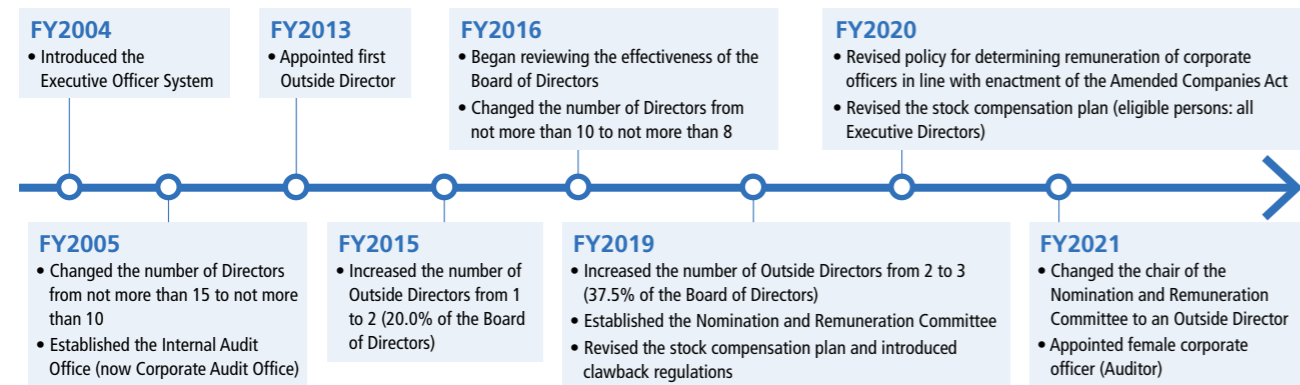 FY2004
• Introduced the
Executive Officer System
FY2013
• Appointed first
Outside Director
FY2016
• Began reviewing the effectiveness of the
Board of Directors
• Changed the number of Directors from
not more than 10 to not more than 8
FY2020
• Revised policy for determining remuneration of corporate
officers in line with enactment of the Amended Companies Act
• Revised the stock compensation plan (eligible persons: all
Executive Directors)
FY2005
• Changed the number of Directors
from not more than 15 to not more
than 10
• Established the Internal Audit
Office (now Corporate Audit Office)
FY2015
• Increased the number of
Outside Directors from 1
to 2 (20.0% of the Board
of Directors)
FY2019
• Increased the number of Outside Directors from 2 to 3
(37.5% of the Board of Directors)
• Established the Nomination and Remuneration Committee
• Revised the stock compensation plan and introduced
clawback regulations
FY2021
• Changed the chair of the
Nomination and Remuneration
Committee to an Outside Director
• Appointed female corporate
officer (Auditor)